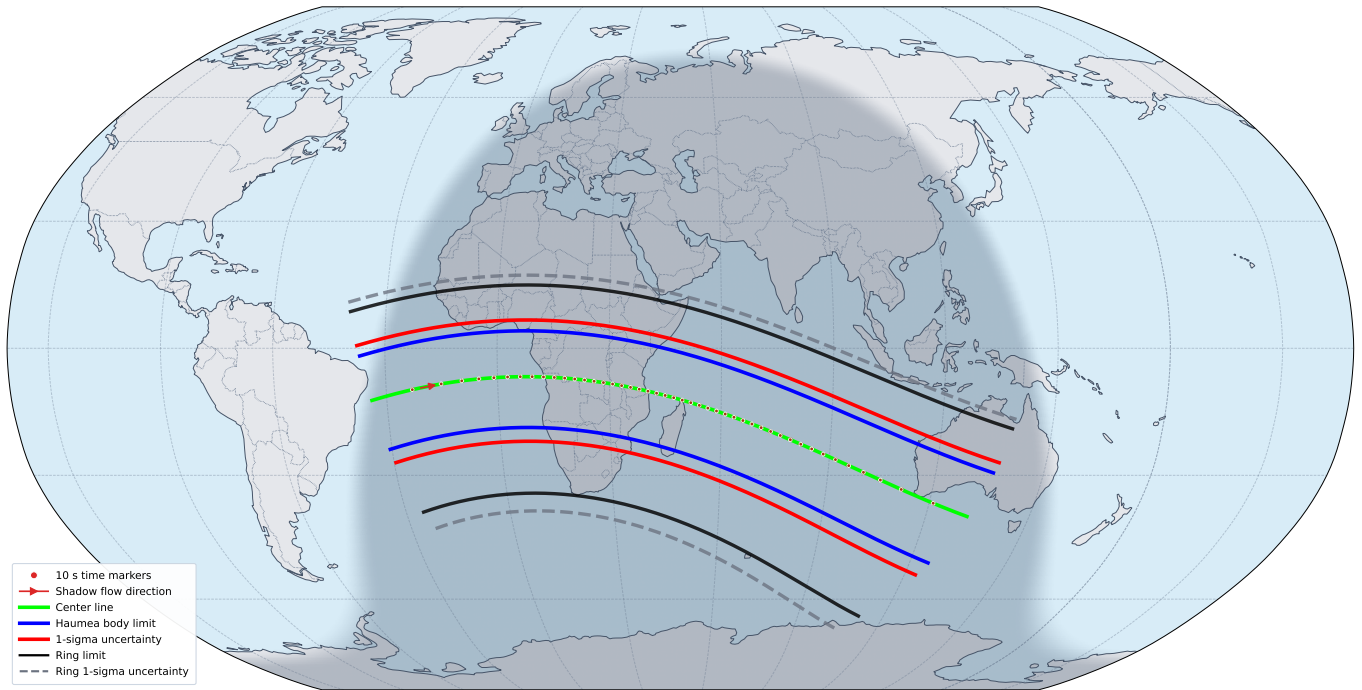 10 s time markers
Shadow flow direction
Center line
Haumea body limit
1-sigma uncertainty
Ring limit
Ring 1-sigma uncertainty